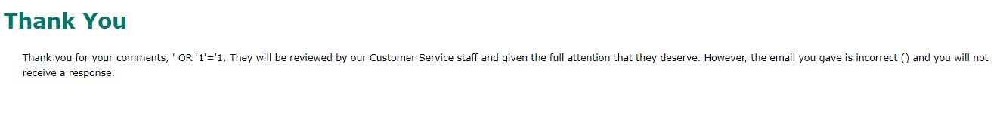 Thank You
Thank you for your comments, ' OR '1'='1. They will be reviewed by our Customer Service staff and given the full attention that they deserve. However, the email you gave is incorrect () and you will not
receive a response.